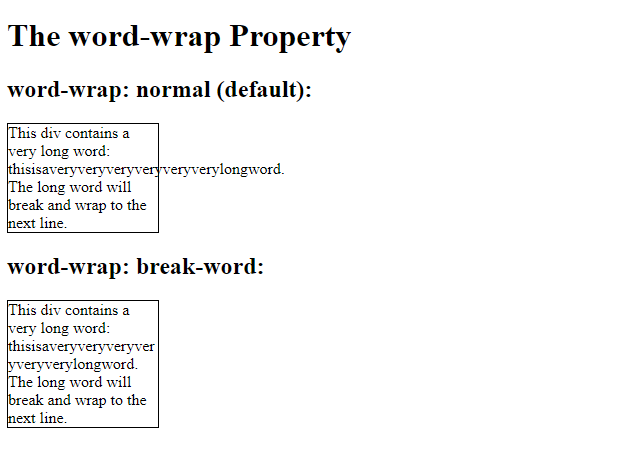 The word-wrap Property
word-wrap: normal (default):
This div contains a
very long word:
thisisaveryveryveryveryveryverylongword.
The long word will
break and wrap to the
next line.
word-wrap: break-word:
This div contains a
very long word:
thisisaveryveryveryver
yveryverylongword.
The long word will
break and wrap to the
next line.